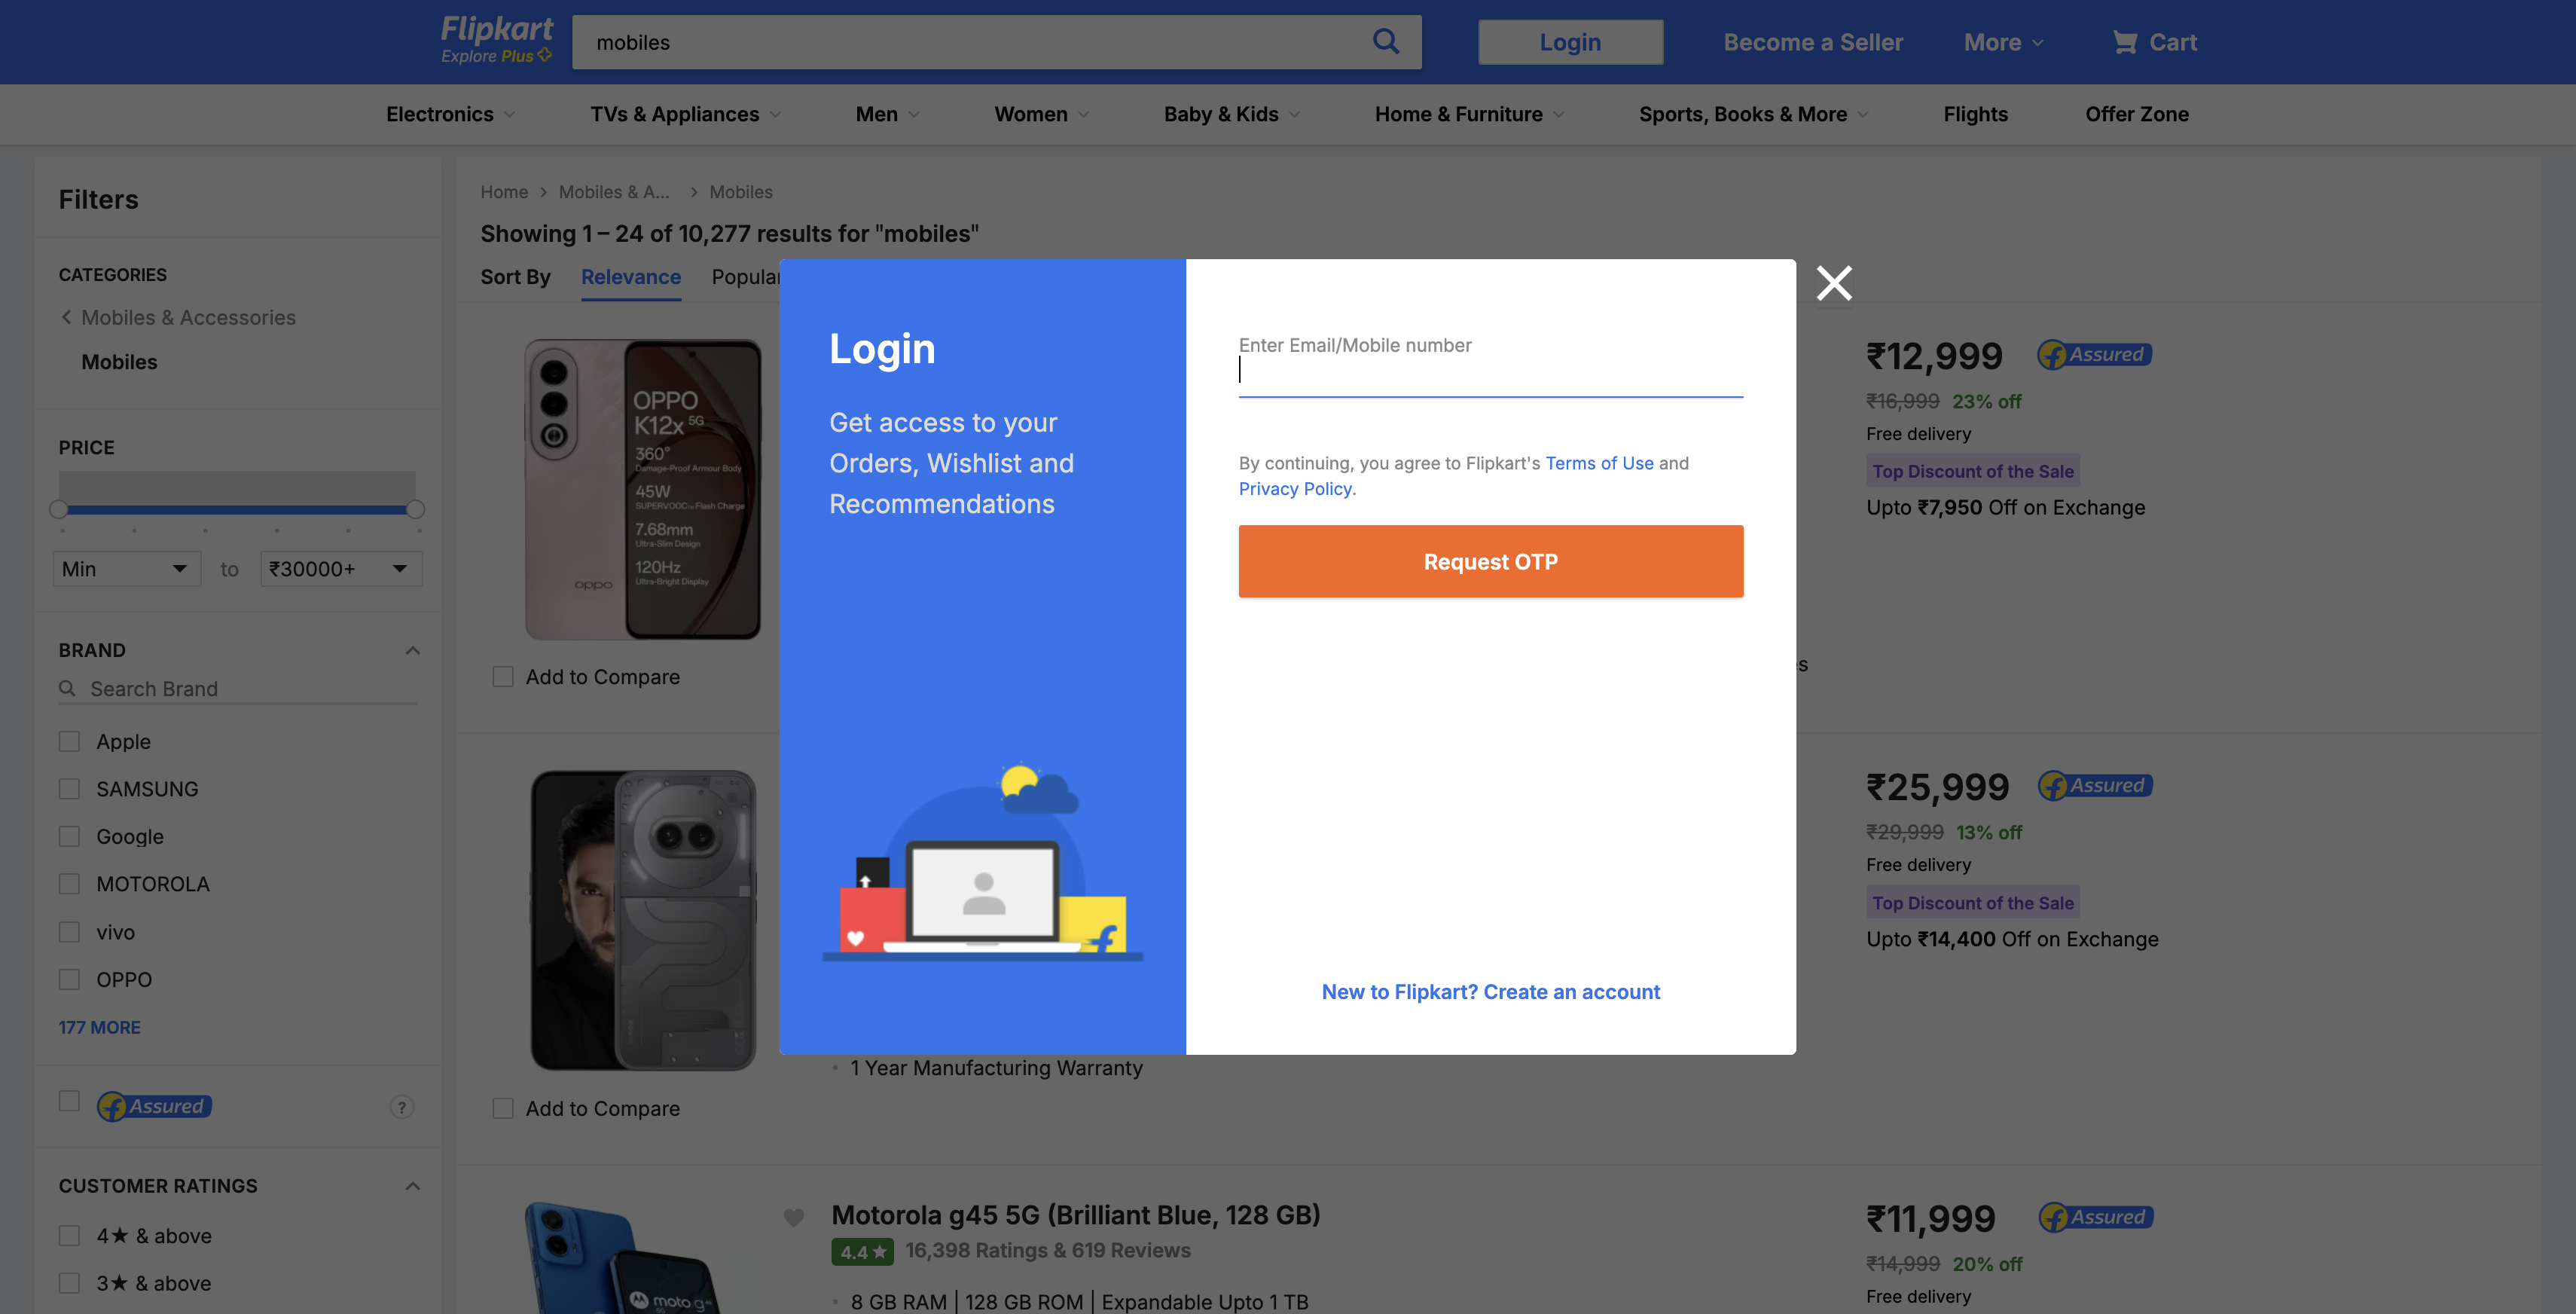 Flipkart
Explore Plus
mobiles
Login
Become a Seller
More
Cart
Electronics
TVs & Appliances
Men
Women
Baby & Kids
Home & Furniture
Sports, Books & More
Flights
Offer Zone
Filters
CATEGORIES
Mobiles & Accessories
Mobiles
PRICE
Min to ₹30000+
BRAND
Search Brand
Apple
SAMSUNG
Google
MOTOROLA
vivo
OPPO
177 MORE
Assured
?
CUSTOMER RATINGS
4★ & above
3★ & above
Home > Mobiles & A... > Mobiles
Showing 1 – 24 of 10,277 results for "mobiles"
Sort By Relevance
OPPO
K12x 5G
360°
Damage-Proof Armour Body
45W
SUPERVOOC™ Flash Charge
7.68mm
Ultra-Slim Design
120Hz
Ultra-Bright Display
oppo
Add to Compare
₹12,999 Assured
₹16,999 23% off
Free delivery
Top Discount of the Sale
Upto ₹7,950 Off on Exchange
Login
Get access to your
Orders, Wishlist and
Recommendations
Enter Email/Mobile number
By continuing, you agree to Flipkart's Terms of Use and
Privacy Policy.
Request OTP
New to Flipkart? Create an account
1 Year Manufacturing Warranty
Add to Compare
₹25,999 Assured
₹29,999 13% off
Free delivery
Top Discount of the Sale
Upto ₹14,400 Off on Exchange
Motorola g45 5G (Brilliant Blue, 128 GB)
4.4★ 16,398 Ratings & 619 Reviews
8 GB RAM | 128 GB ROM | Expandable Upto 1 TB
moto g
₹11,999 Assured
₹14,999 20% off
Free delivery